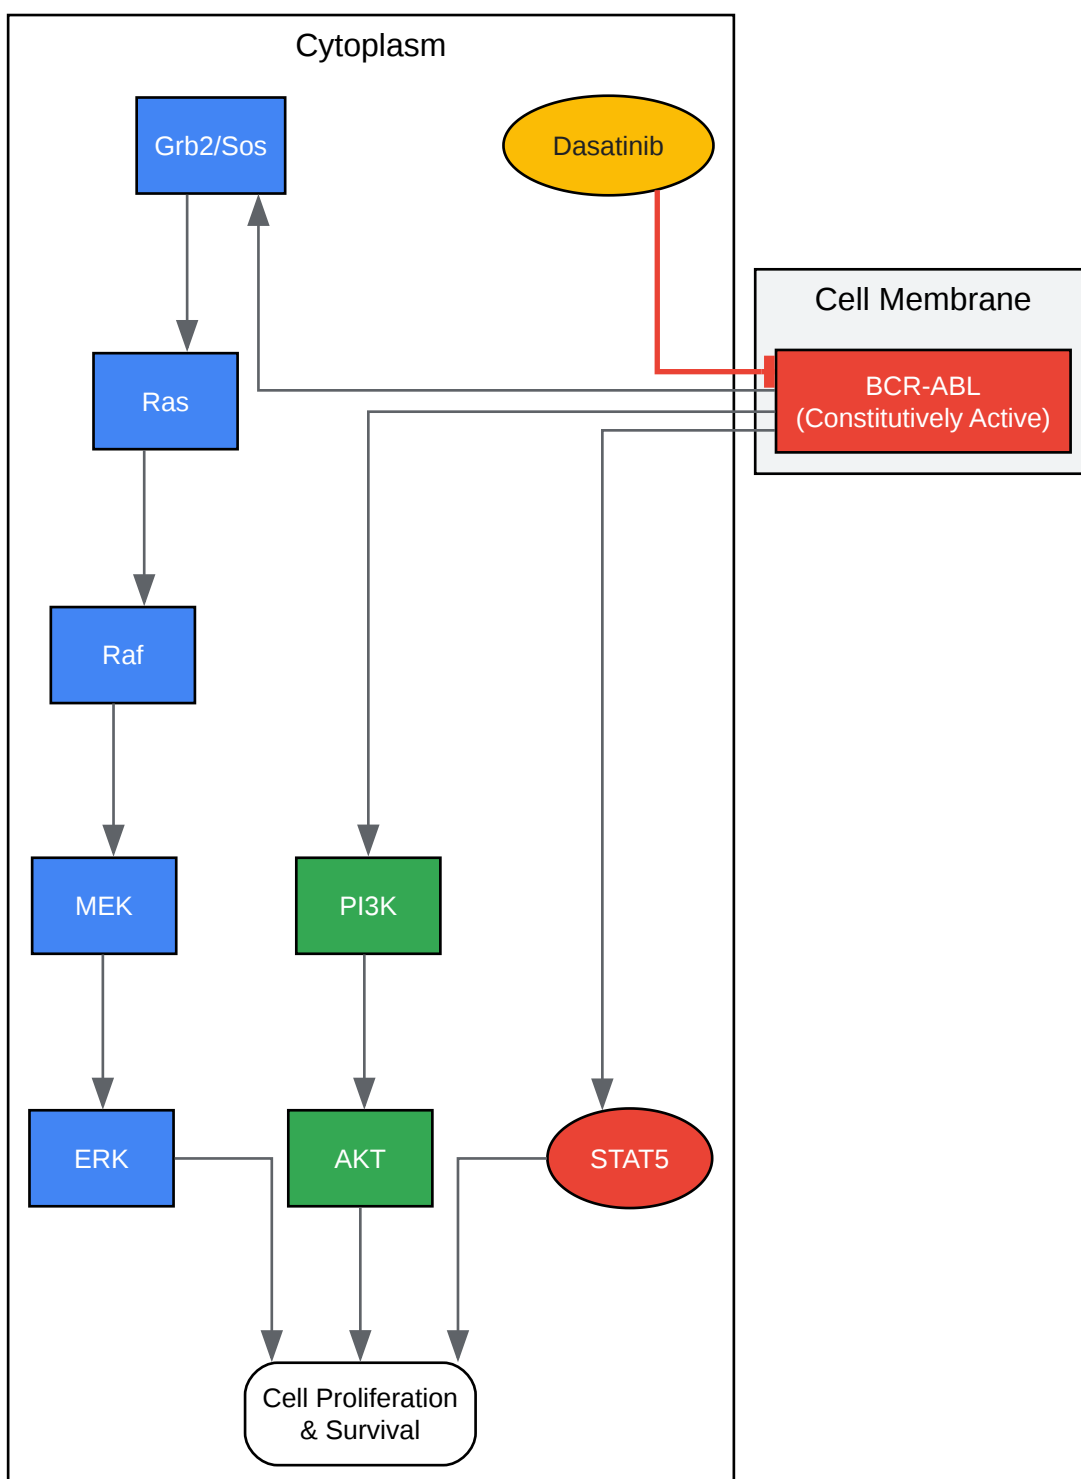 Cytoplasm
Grb2/Sos
Dasatinib
Cell Membrane
BCR-ABL
(Constitutively Active)
Ras
Raf
MEK
PI3K
ERK
AKT
STAT5
Cell Proliferation
& Survival